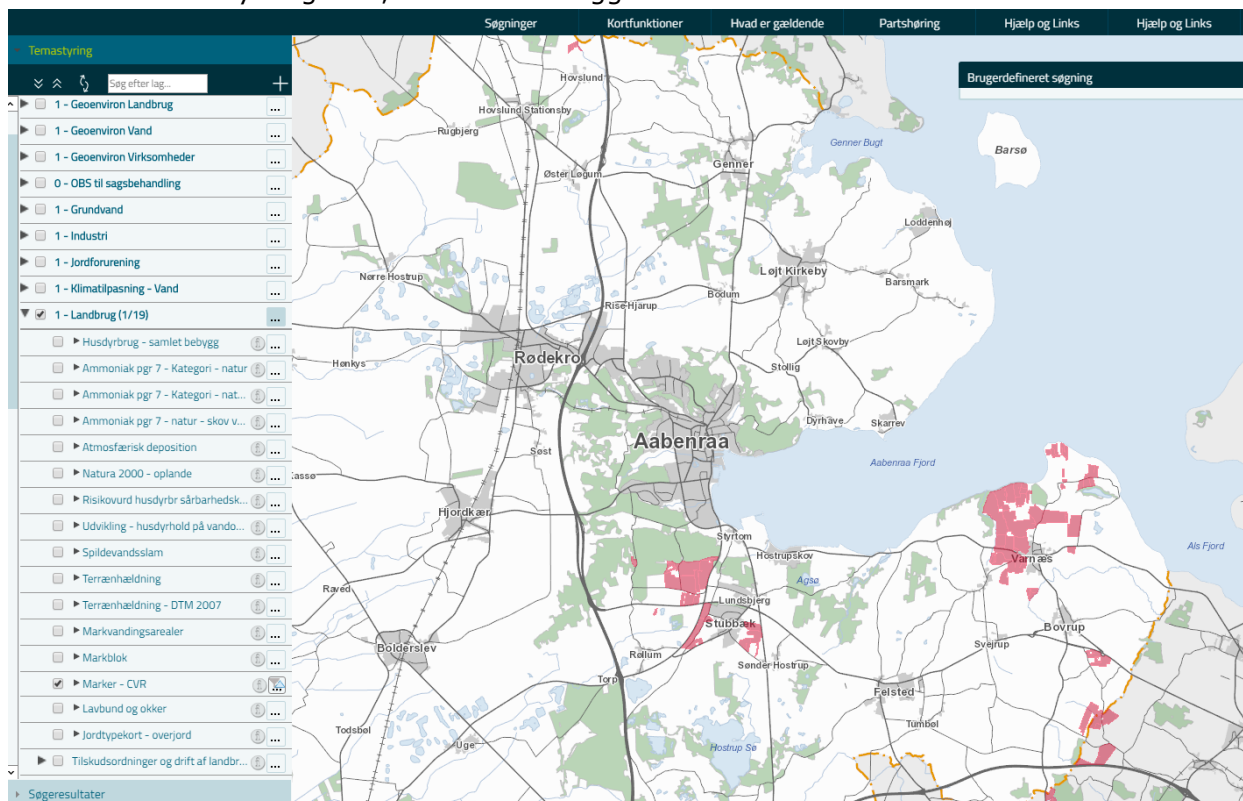 Søgninger Kortfunktioner Hvad er gældende Partshøring Hjælp og Links Hjælp og Links
Temastyring
Søg efter lag...
1 - Geoenviron Landbrug
1 - Geoenviron Vand
1 - Geoenviron Virksomheder
0 - OBS til sagsbehandling
1 - Grundvand
1 - Industri
1 - Jordforurening
1 - Klimatilpasning - Vand
1 - Landbrug (1/19)
Husdyrbrug - samlet bebygg
Ammoniak pgr 7 - Kategori - natur
Ammoniak pgr 7 - Kategori - nat...
Ammoniak pgr 7 - natur - skov v...
Atmosfærisk deposition
Natura 2000 - oplande
Risikovurd husdyrbr sårbarhedsk...
Udvikling - husdyrhold på vando...
Spildevandsslam
Terrænhældning
Terrænhældning - DTM 2007
Markvandingsarealer
Markblok
Marker - CVR
Lavbund og okker
Jordtypekort - overjord
Tilskudsordninger og drift af landbr...
Søgeresultater
Brugerdefineret søgning
Hovslund
Hovslund Stationsby
Rugbjerg
Genner Bugt
Barsø
Genner
Øster Løgum
Loddenhøj
Løjt Kirkeby
Nørre Hostrup
Barsmark
Bodum
Rise-Hjarup
Løjt Skovby
Rødekro
Hønkys
Stollig
Dyrhave
Skarrev
Aabenraa
Søst
Aabenraa Fjord
Hjordkær
Styrtom
Hostrupskov
Als Fjord
Varnæs
Agsø
Raved
Lundsbjerg
Stubbæk
Bovrup
Bolderslev
Svejrup
Røllum
Sønder Hostrup
Torp
Felsted
Tumbøl
Todsbøl
Uge
Hostrup Sø